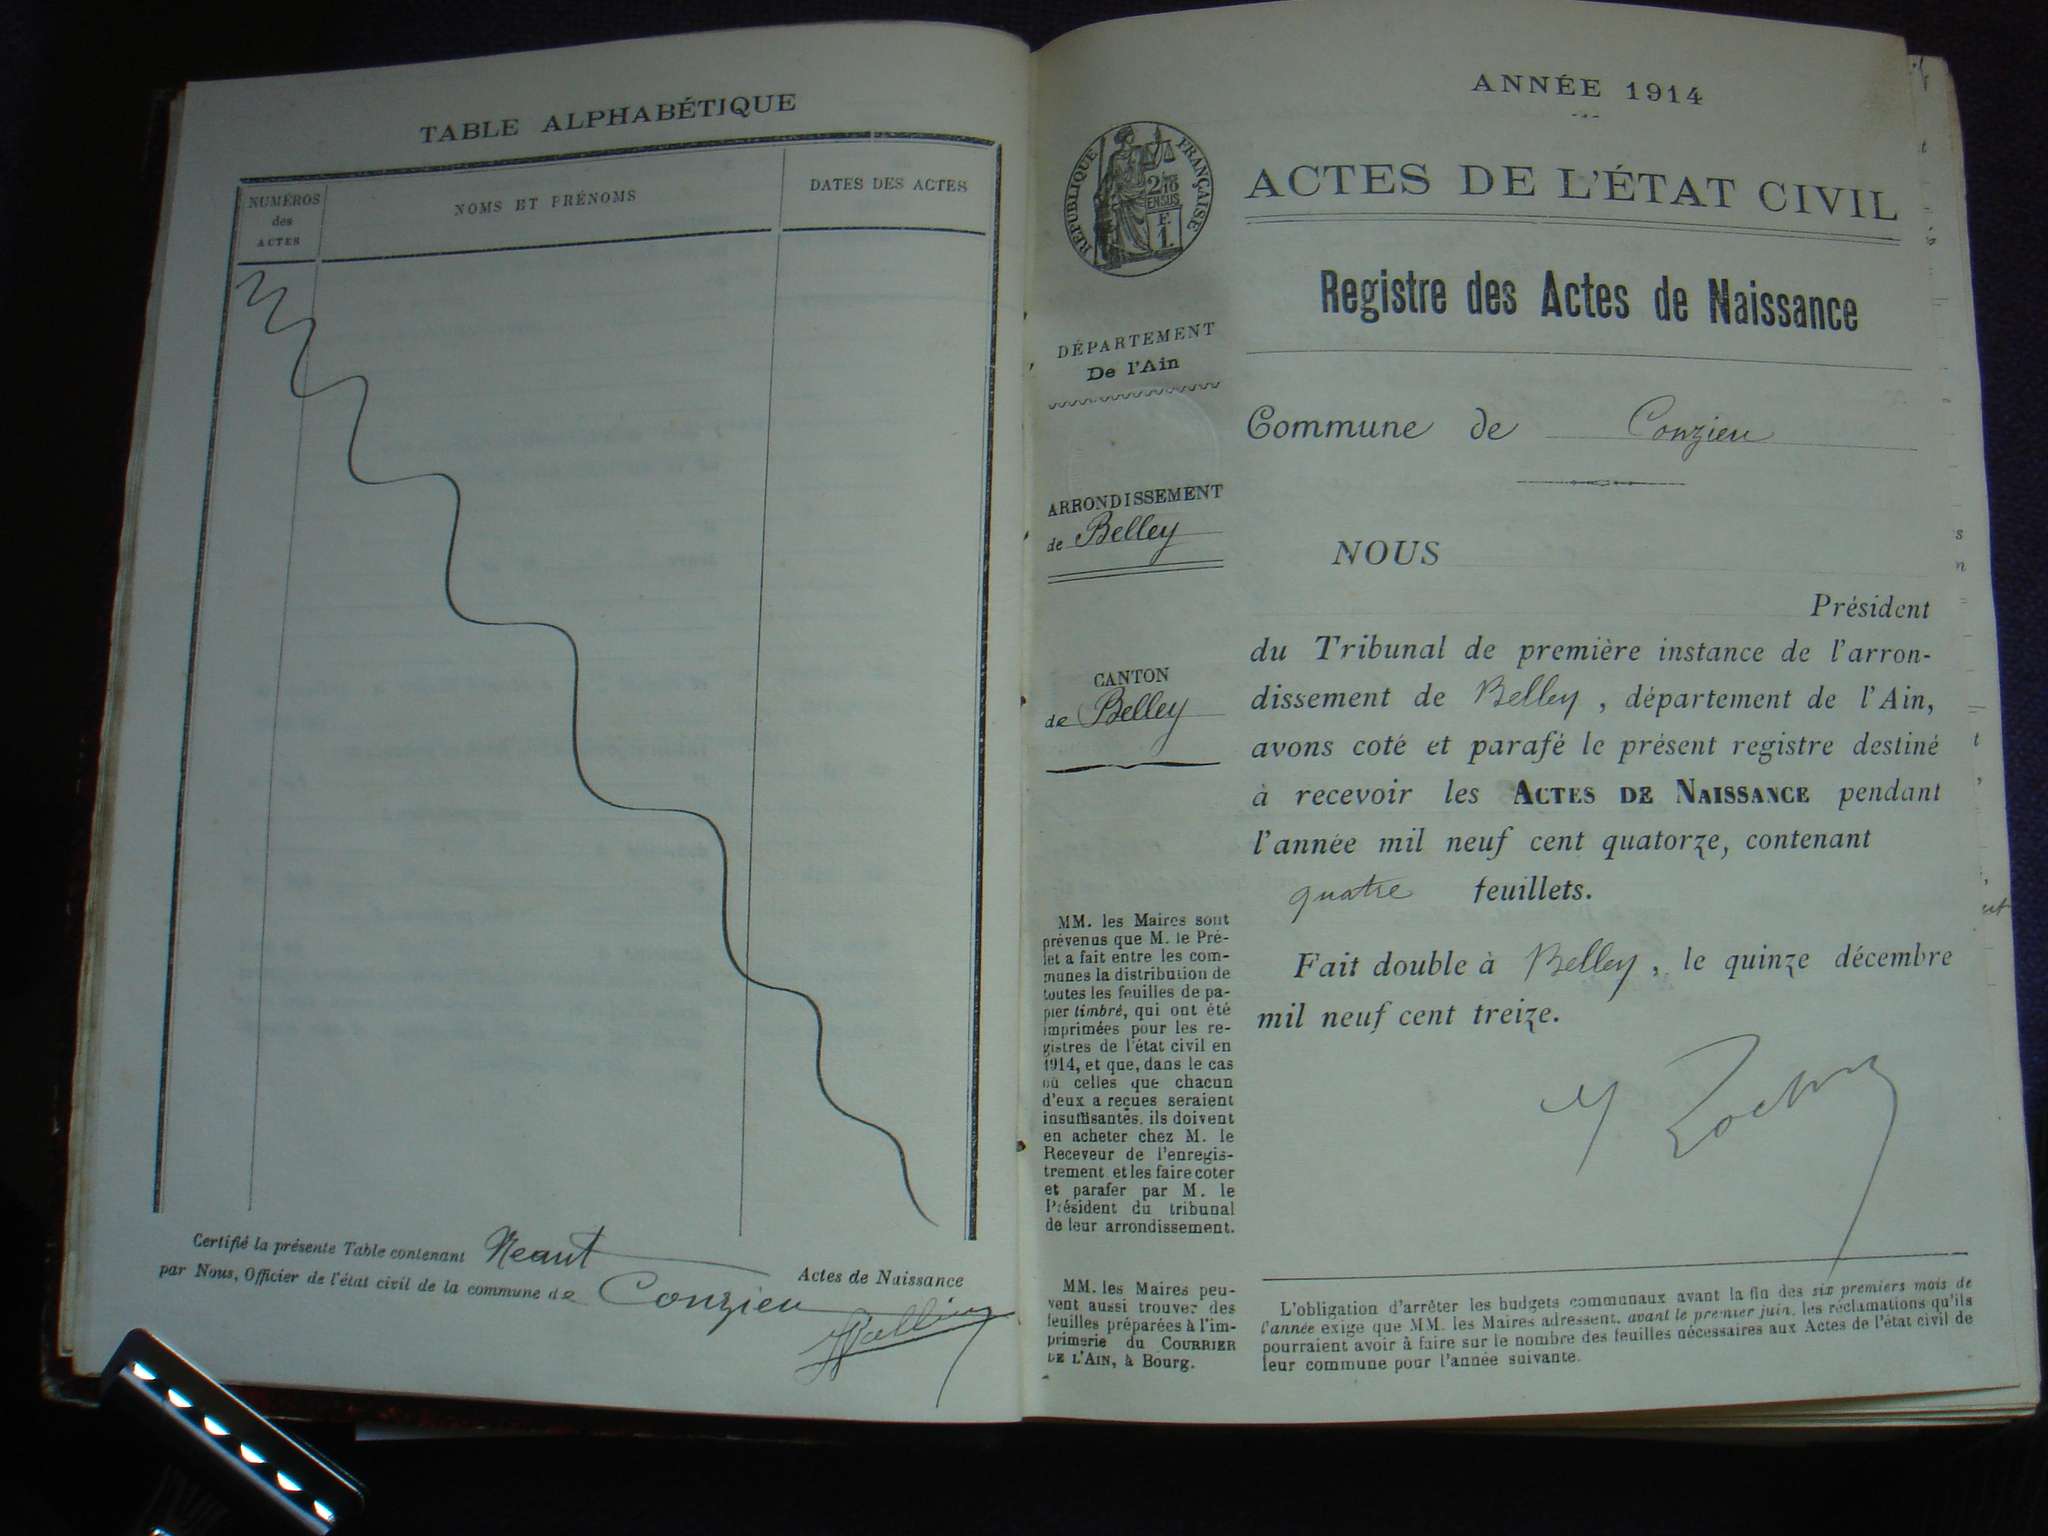 TABLE ALPHABÉTIQUE
NUMÉROS
des
ACTES
NOMS ET PRÉNOMS
DATES DES ACTES
Certifié la présente Table contenant Neant Actes de Naissance
par Nous, Officier de l'état civil de la commune de Conzieu
ANNÉE 1914
RÉPUBLIQUE FRANÇAISE
ACTES DE L'ÉTAT CIVIL
Registre des Actes de Naissance
DÉPARTEMENT
De l'Ain
Commune de Conzieu
ARRONDISSEMENT
de Belley
CANTON
de Belley
NOUS
Président
du Tribunal de première instance de l'arron-
dissement de Belley, département de l'Ain,
avons coté et parafé le présent registre destiné
à recevoir les ACTES DE NAISSANCE pendant
l'année mil neuf cent quatorze, contenant
quatre feuillets.
Fait double à Belley, le quinze décembre
mil neuf cent treize.
MM. les Maires sont
prévenus que M. le Pré-
fet a fait entre les com-
munes la distribution de
toutes les feuilles de pa-
pier timbré, qui ont été
imprimées pour les re-
gistres de l'état civil en
1914, et que, dans le cas
où celles que chacun
d'eux a reçues seraient
insuffisantes, ils doivent
en acheter chez M. le
Receveur de l'enregis-
trement et les faire coter
et parafer par M. le
Président du tribunal
de leur arrondissement.
MM. les Maires peu-
vent aussi trouver des
feuilles préparées à l'im-
primerie du COURRIER
DE L'AIN, à Bourg.
L'obligation d'arrêter les budgets communaux avant la fin des six premiers mois de
l'année exige que MM. les Maires adressent, avant le premier juin, les réclamations qu'ils
pourraient avoir à faire sur le nombre des feuilles nécessaires aux Actes de l'état civil de
leur commune pour l'année suivante.